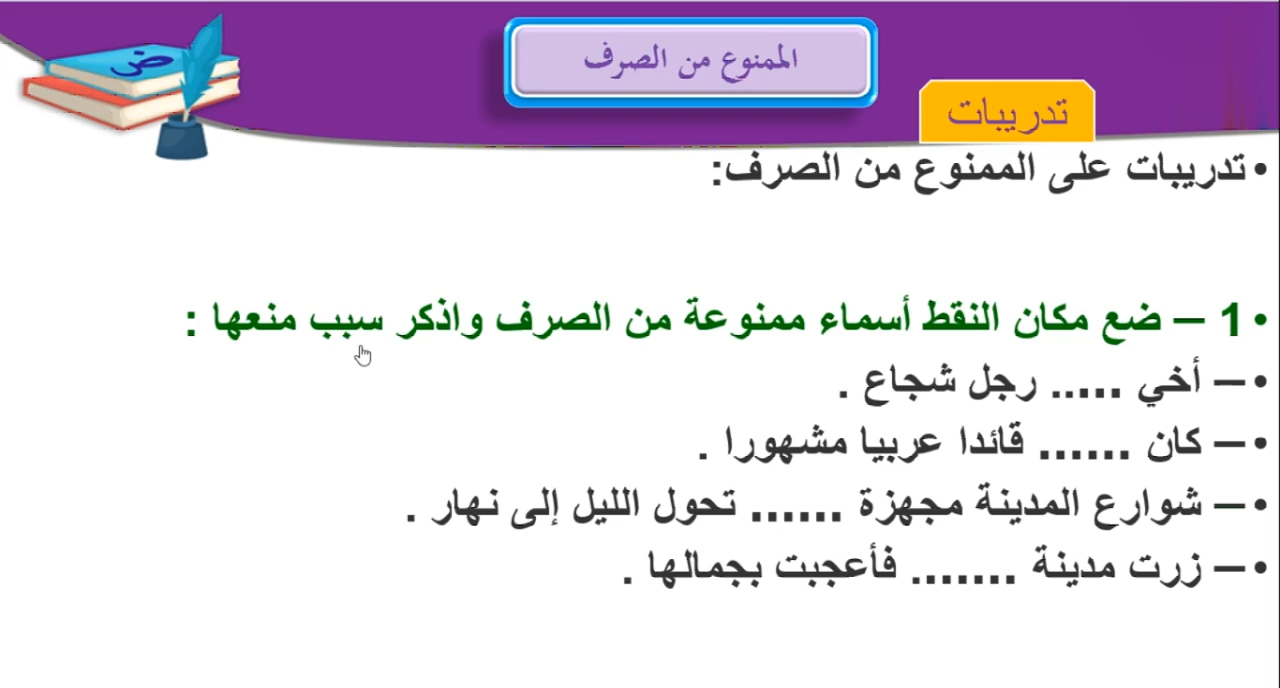 ض
الممنوع من الصرف
تدريبات
• تدريبات على الممنوع من الصرف:
• 1 – ضع مكان النقط أسماء ممنوعة من الصرف واذكر سبب منعها :
• – أخي ..... رجل شجاع .
• – كان ...... قائدا عربيا مشهورا .
• – شوارع المدينة مجهزة ...... تحول الليل إلى نهار .
• – زرت مدينة ....... فأعجبت بجمالها .